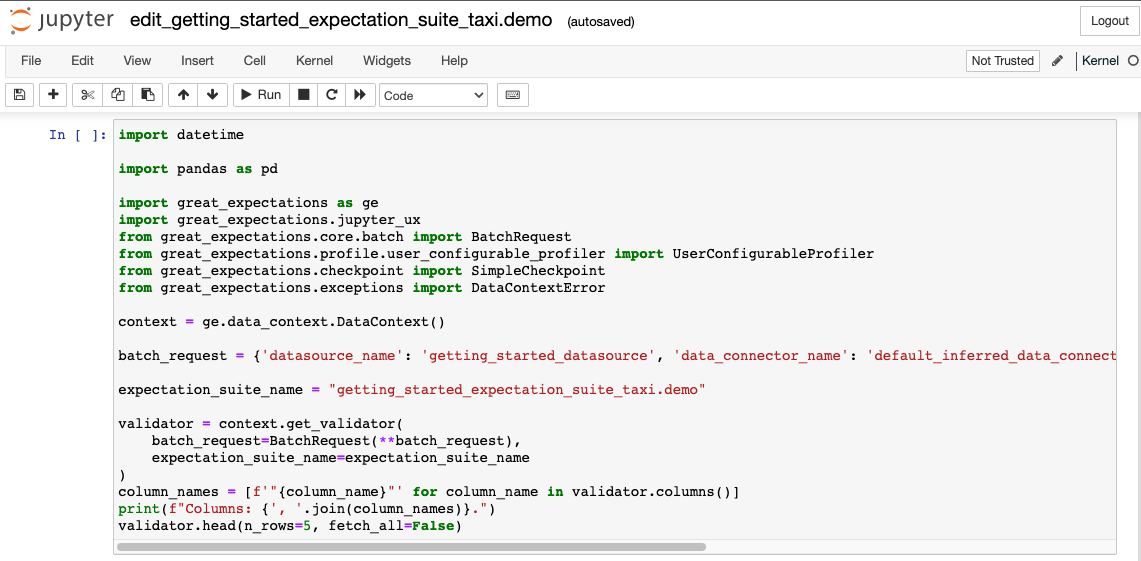 jupyter edit_getting_started_expectation_suite_taxi.demo (autosaved) Logout
File Edit View Insert Cell Kernel Widgets Help Not Trusted Kernel
Run Code
In [ ]: import datetime
import pandas as pd
import great_expectations as ge
import great_expectations.jupyter_ux
from great_expectations.core.batch import BatchRequest
from great_expectations.profile.user_configurable_profiler import UserConfigurableProfiler
from great_expectations.checkpoint import SimpleCheckpoint
from great_expectations.exceptions import DataContextError
context = ge.data_context.DataContext()
batch_request = {'datasource_name': 'getting_started_datasource', 'data_connector_name': 'default_inferred_data_connect
expectation_suite_name = "getting_started_expectation_suite_taxi.demo"
validator = context.get_validator(
    batch_request=BatchRequest(**batch_request),
    expectation_suite_name=expectation_suite_name
)
column_names = [f'"{column_name}"' for column_name in validator.columns()]
print(f"Columns: {', '.join(column_names)}.")
validator.head(n_rows=5, fetch_all=False)